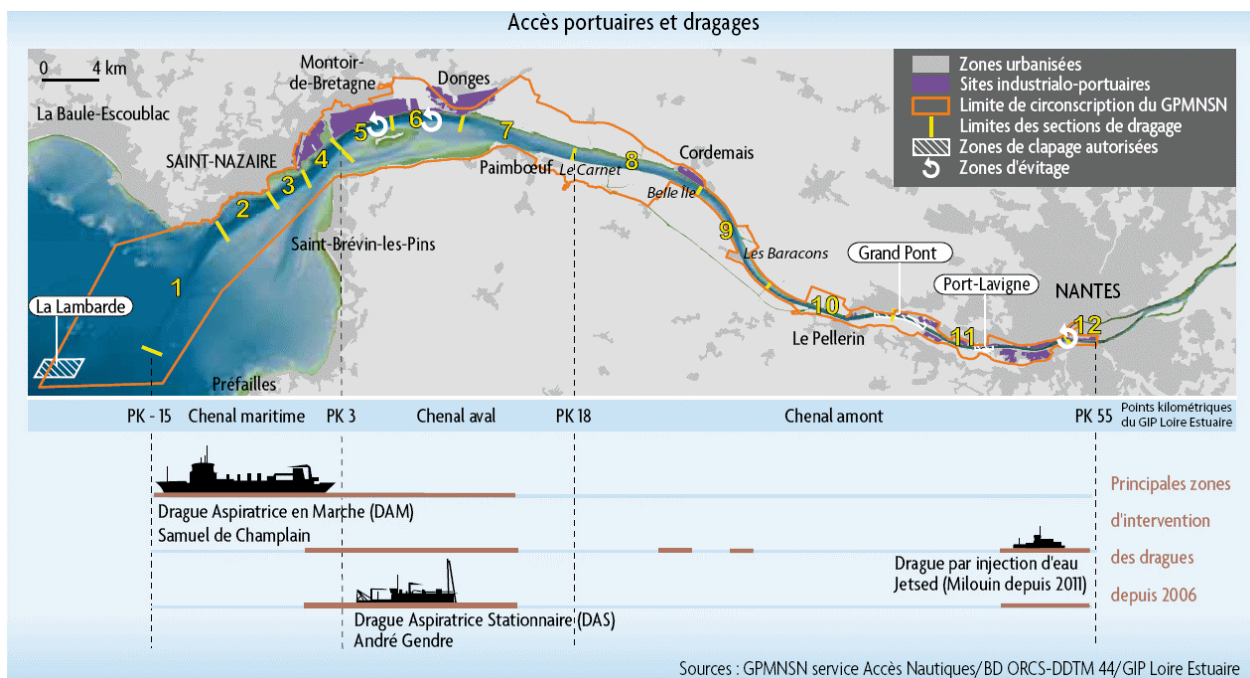 Accès portuaires et dragages
0 4 km
Montoir-
de-Bretagne
Donges
La Baule-Escoublac
SAINT-NAZAIRE
Zones urbanisées
Sites industrialo-portuaires
Limite de circonscription du GPMNSN
Limites des sections de dragage
Zones de clapage autorisées
Zones d'évitage
1
2
3
4
5
6
7
8
9
10
11
12
Cordemais
Paimbœuf
Le Carnet
Belle Ile
Saint-Brévin-les-Pins
Les Baracons
Grand Pont
Port-Lavigne
NANTES
La Lambarde
Le Pellerin
Préfailles
PK - 15 Chenal maritime PK 3 Chenal aval PK 18 Chenal amont PK 55
Points kilométriques
du GIP Loire Estuaire
Drague Aspiratrice en Marche (DAM)
Samuel de Champlain
Drague par injection d'eau
Jetsed (Milouin depuis 2011)
Drague Aspiratrice Stationnaire (DAS)
André Gendre
Principales zones
d'intervention
des dragues
depuis 2006
Sources : GPMNSN service Accès Nautiques/BD ORCS-DDTM 44/GIP Loire Estuaire